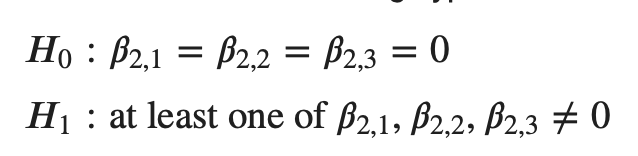 H₀ : β₂,₁ = β₂,₂ = β₂,₃ = 0
H₁ : at least one of β₂,₁, β₂,₂, β₂,₃ ≠ 0